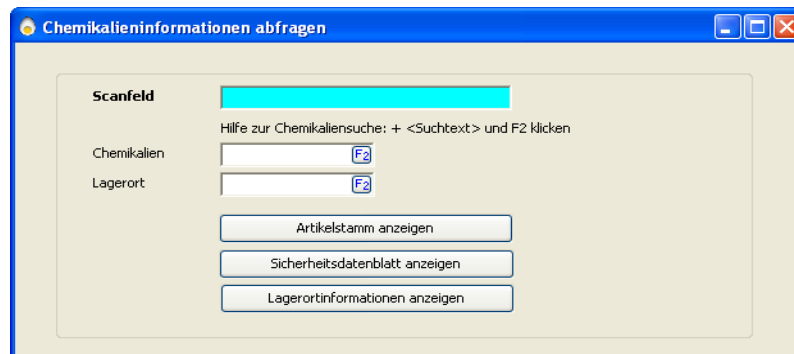 Chemikalieninformationen abfragen
Scanfeld
Hilfe zur Chemikaliensuche: + <Suchtext> und F2 klicken
Chemikalien F2
Lagerort F2
Artikelstamm anzeigen
Sicherheitsdatenblatt anzeigen
Lagerortinformationen anzeigen